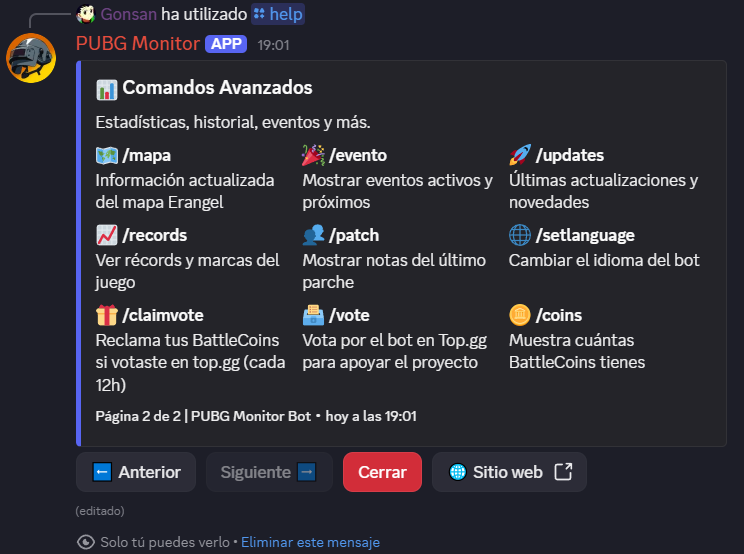 Gonsan ha utilizado help
PUBG Monitor APP 19:01
Comandos Avanzados
Estadísticas, historial, eventos y más.
/mapa
Información actualizada
del mapa Erangel
/evento
Mostrar eventos activos y
próximos
/updates
Últimas actualizaciones y
novedades
/records
Ver récords y marcas del
juego
/patch
Mostrar notas del último
parche
/setlanguage
Cambiar el idioma del bot
/claimvote
Reclama tus BattleCoins
si votaste en top.gg (cada
12h)
/vote
Vota por el bot en Top.gg
para apoyar el proyecto
/coins
Muestra cuántas
BattleCoins tienes
Página 2 de 2 | PUBG Monitor Bot • hoy a las 19:01
Anterior
Siguiente
Cerrar
Sitio web
(editado)
Solo tú puedes verlo • Eliminar este mensaje